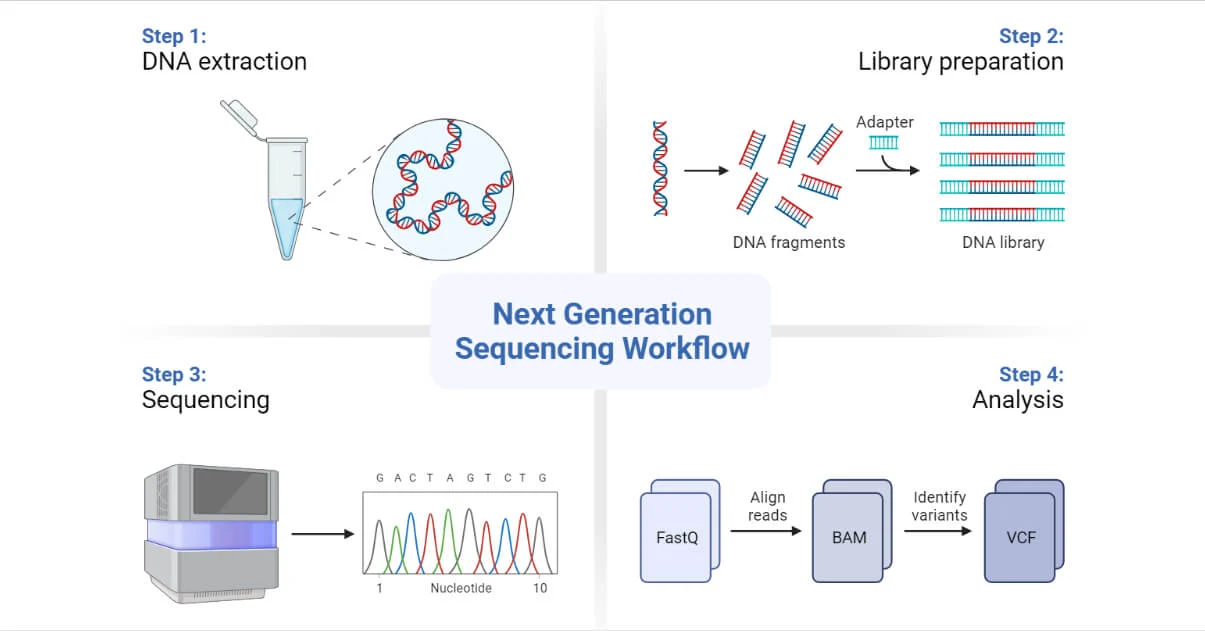 Step 1:
DNA extraction
Step 2:
Library preparation
Adapter
DNA fragments
DNA library
Next Generation
Sequencing Workflow
Step 3:
Sequencing
G A C T A G T C T G
1 Nucleotide 10
Step 4:
Analysis
FastQ
Align
reads
BAM
Identify
variants
VCF